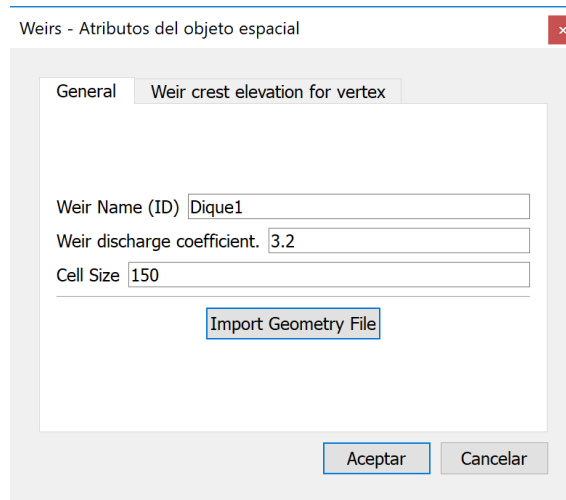 Weirs - Atributos del objeto espacial
General Weir crest elevation for vertex
Weir Name (ID) Dique1
Weir discharge coefficient. 3.2
Cell Size 150
Import Geometry File
Aceptar Cancelar